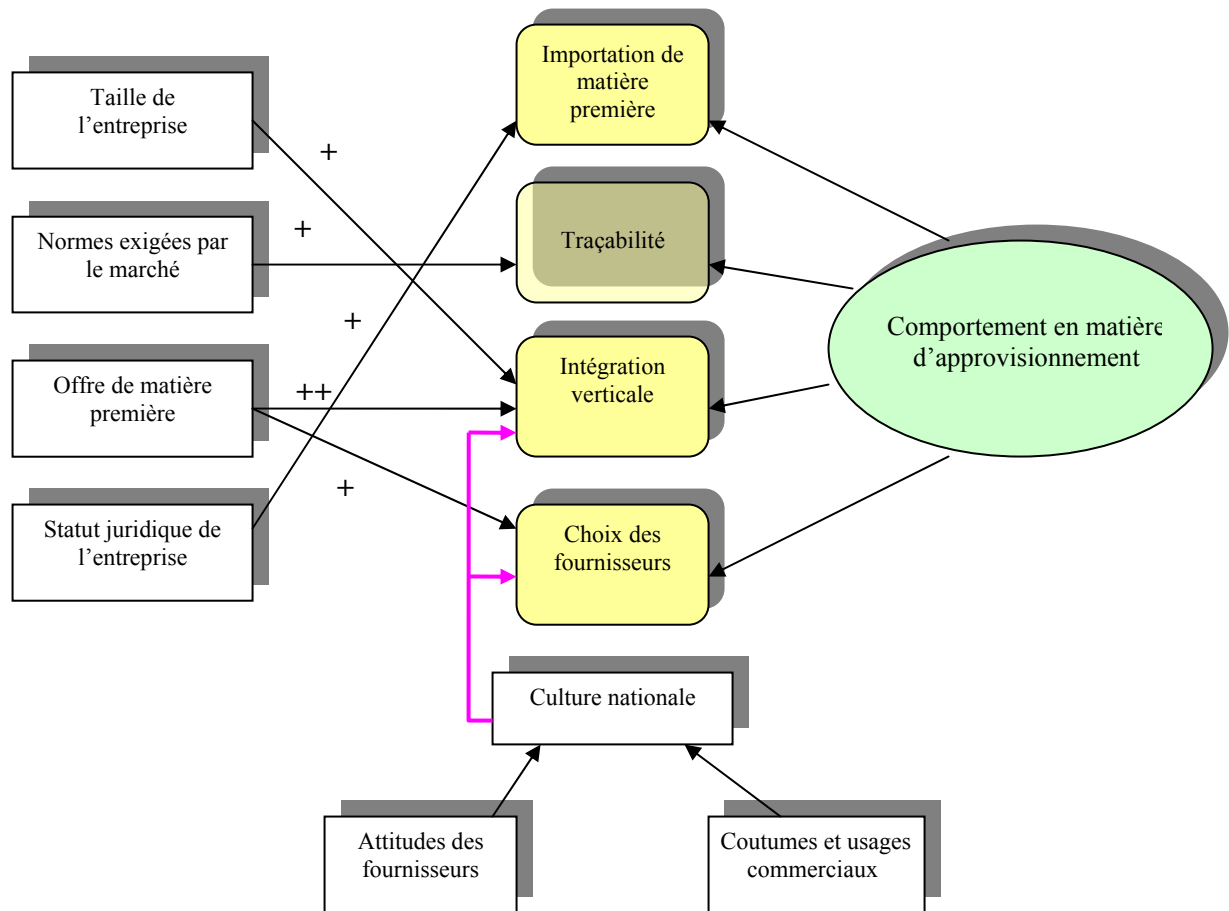 Importation de
matière
première
Taille de
l’entreprise
+
Normes exigées par
le marché
+
Traçabilité
+
Comportement en matière
d’approvisionnement
Offre de matière
première
++
Intégration
verticale
+
Statut juridique de
l’entreprise
Choix des
fournisseurs
Culture nationale
Attitudes des
fournisseurs
Coutumes et usages
commerciaux